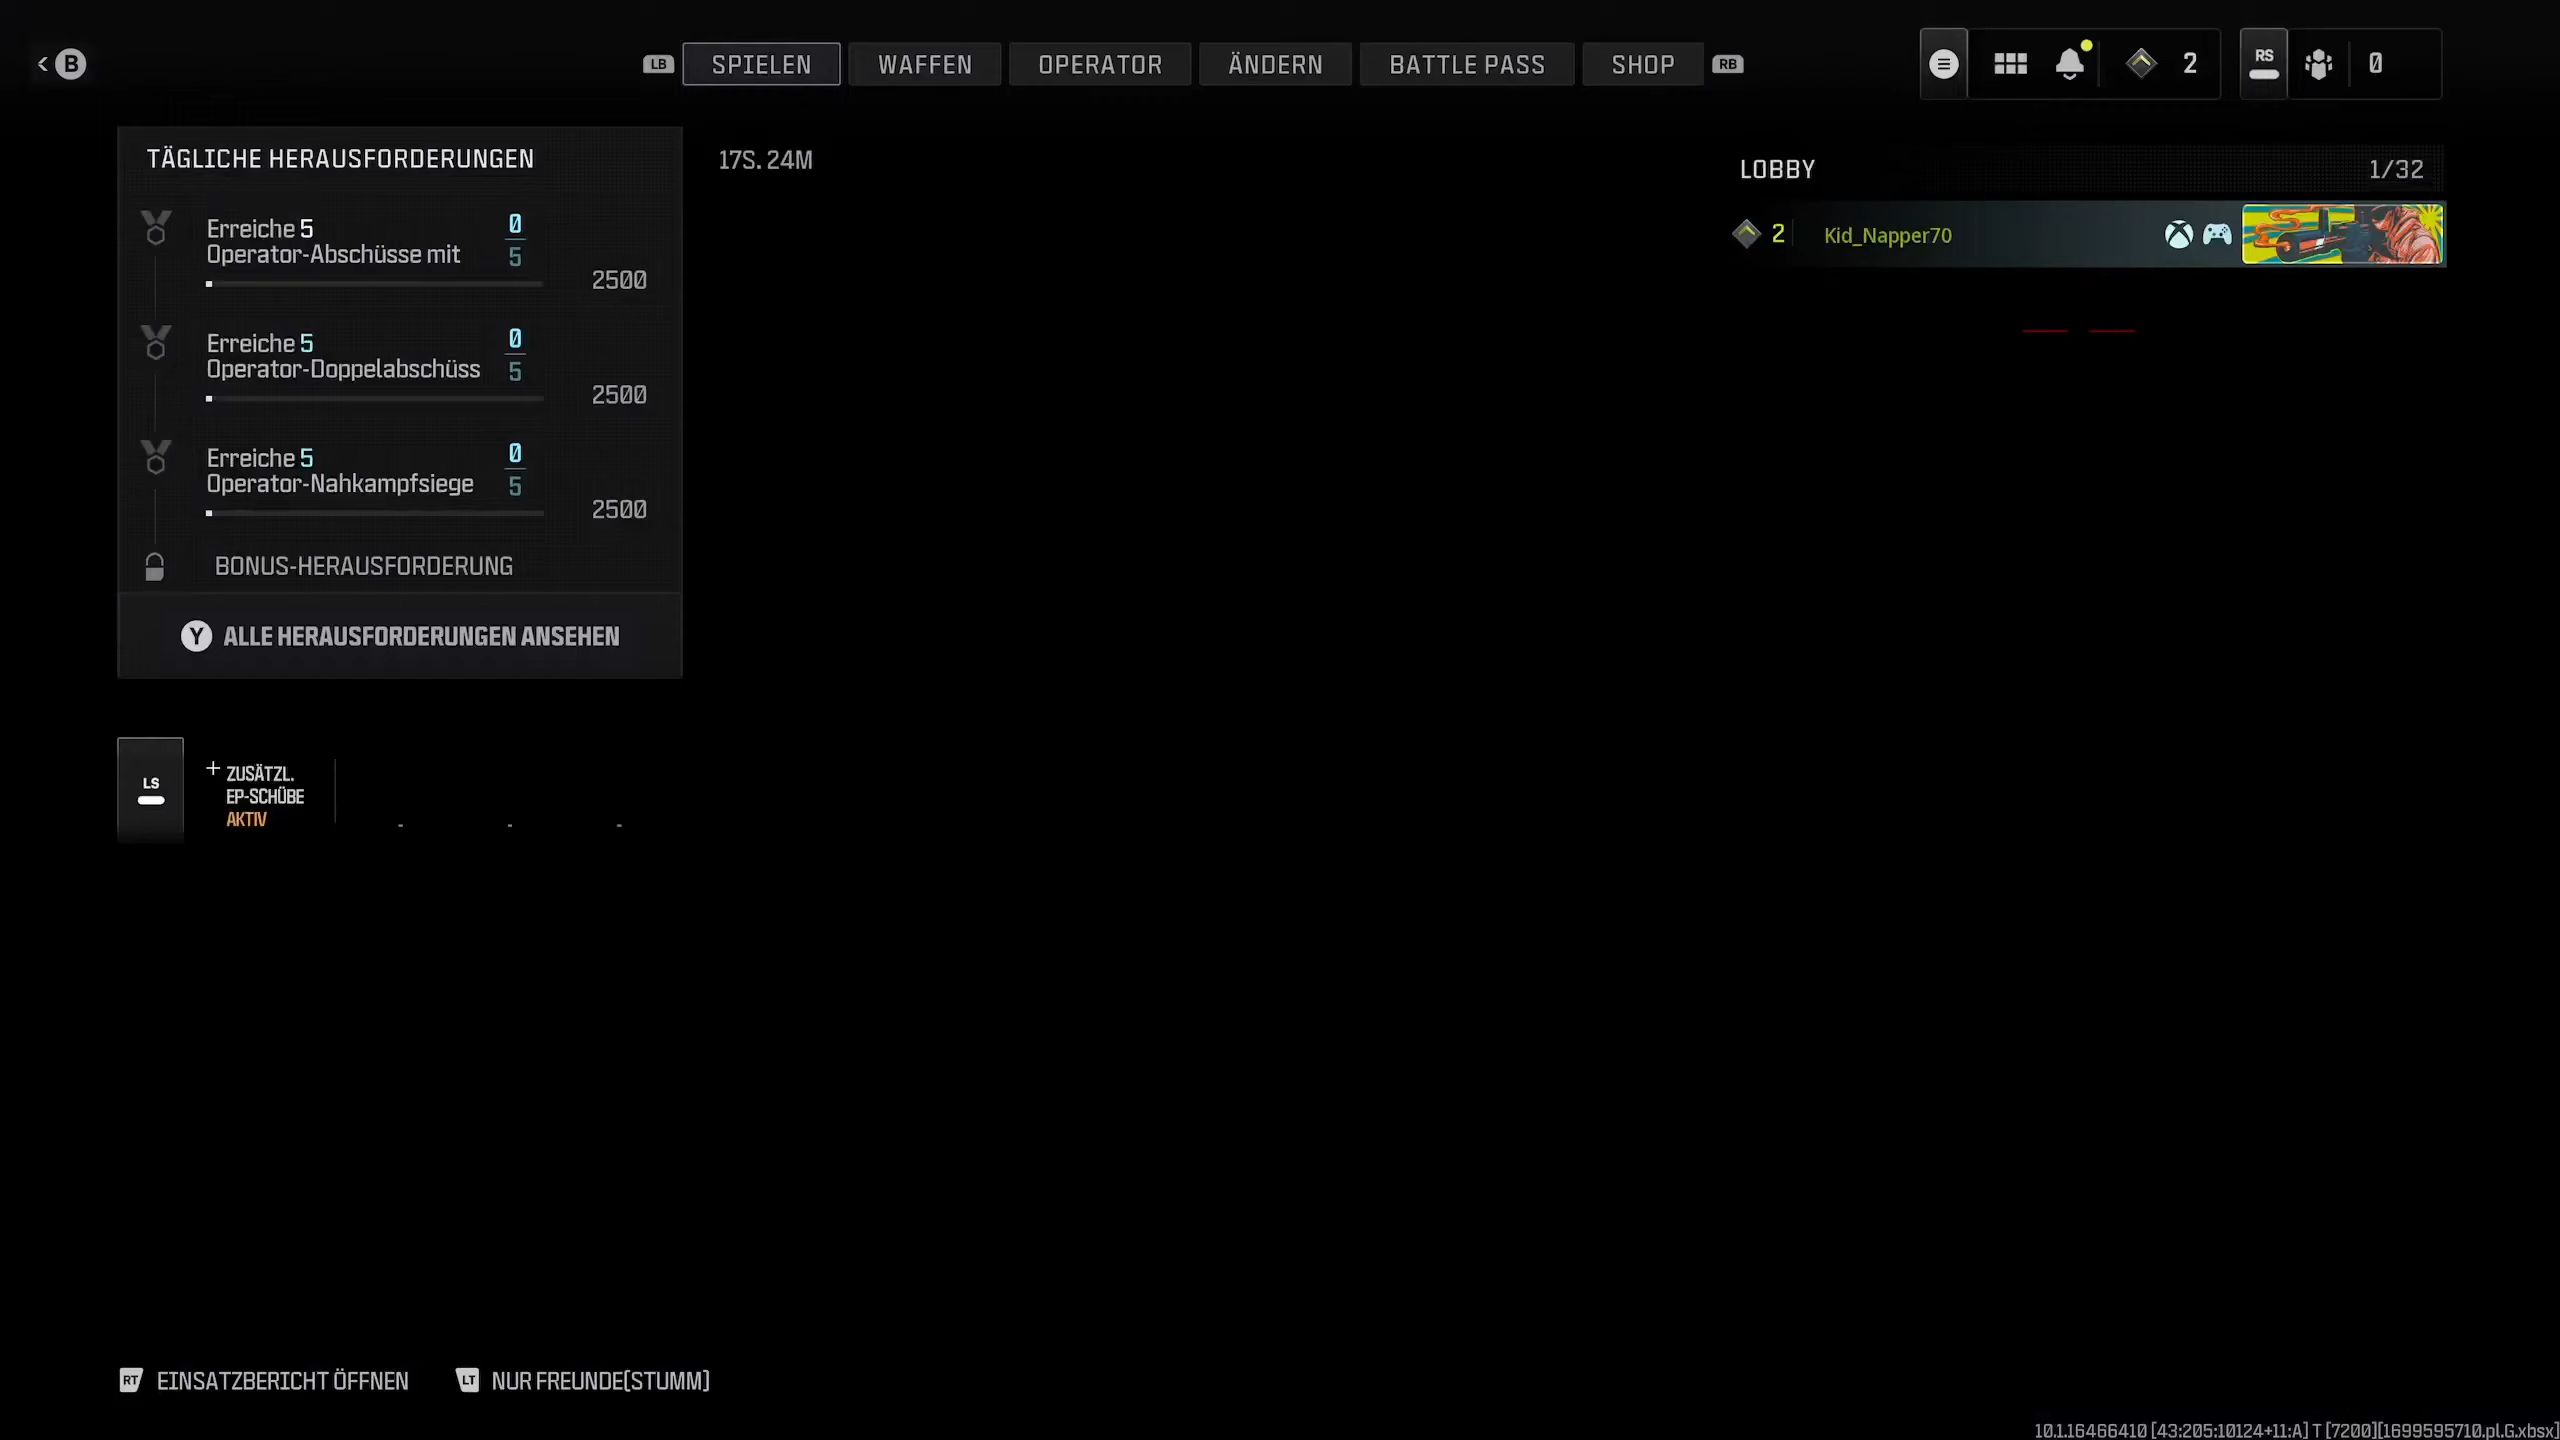 B
LB
SPIELEN
WAFFEN
OPERATOR
ÄNDERN
BATTLE PASS
SHOP
RB
2
RS
0
TÄGLICHE HERAUSFORDERUNGEN
17S. 24M
Erreiche 5
Operator-Abschüsse mit
0
5
2500
Erreiche 5
Operator-Doppelabschüss
0
5
2500
Erreiche 5
Operator-Nahkampfsiege
0
5
2500
BONUS-HERAUSFORDERUNG
Y ALLE HERAUSFORDERUNGEN ANSEHEN
LOBBY 1/32
2 Kid_Napper70
LS
+ ZUSÄTZL.
EP-SCHÜBE
AKTIV
- - -
RT EINSATZBERICHT ÖFFNEN
LT NUR FREUNDE(STUMM)
10.1.16466410 [43:205:10124+11:A] T [7200][1699595710.pl.G.xbsx]